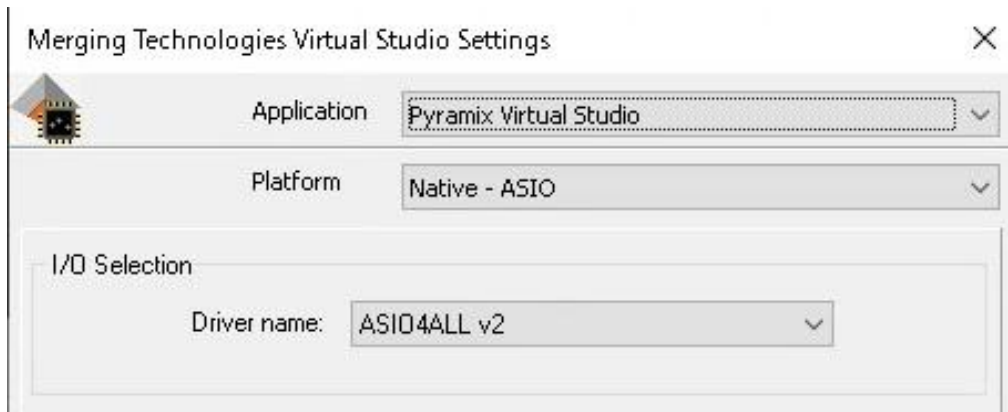 Merging Technologies Virtual Studio Settings
Application Pyramix Virtual Studio
Platform Native - ASIO
I/O Selection
Driver name: ASIO4ALL v2